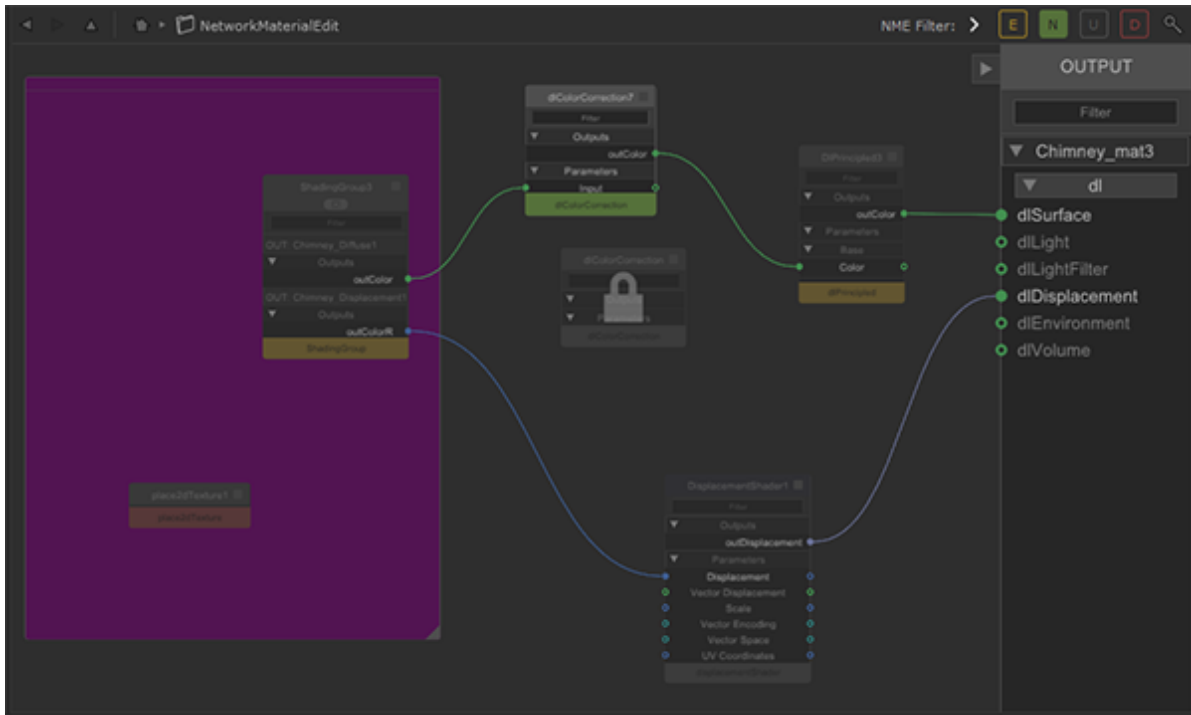 NetworkMaterialEdit
NME Filter:
E
N
U
D
OUTPUT
Filter
Chimney_mat3
dl
dlSurface
dlLight
dlLightFilter
dlDisplacement
dlEnvironment
dlVolume
dlColorCorrection7
Filter
Outputs
outColor
Parameters
Input
dlColorCorrection
ShadingGroup3
Filter
OUT: Chimney_Diffuse1
Outputs
outColor
OUT: Chimney_Displacement1
Outputs
outColorR
ShadingGroup
dlColorCorrection
Parameters
dlColorCorrection
DlPrincipled3
Filter
Outputs
outColor
Parameters
Base
Color
dlPrincipled
place2dTexture1
place2dTexture
DisplacementShader1
Filter
Outputs
outDisplacement
Parameters
Displacement
Vector Displacement
Scale
Vector Encoding
Vector Space
UV Coordinates
displacementShader